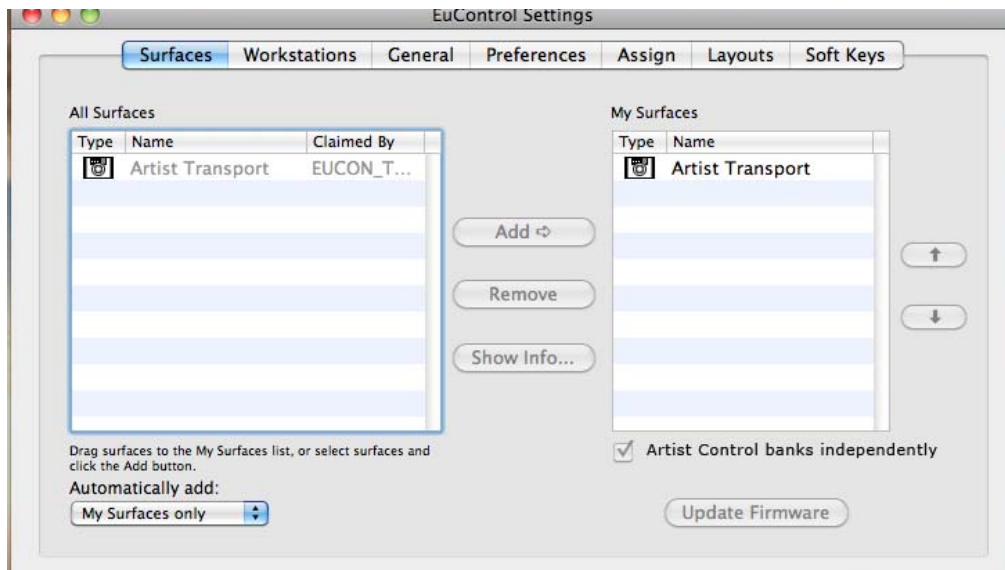 EuControl Settings
Surfaces Workstations General Preferences Assign Layouts Soft Keys
All Surfaces
Type Name Claimed By
Artist Transport EUCON_T...
Drag surfaces to the My Surfaces list, or select surfaces and
click the Add button.
Automatically add:
My Surfaces only
Add ⇨
Remove
Show Info...
My Surfaces
Type Name
Artist Transport
Artist Control banks independently
Update Firmware